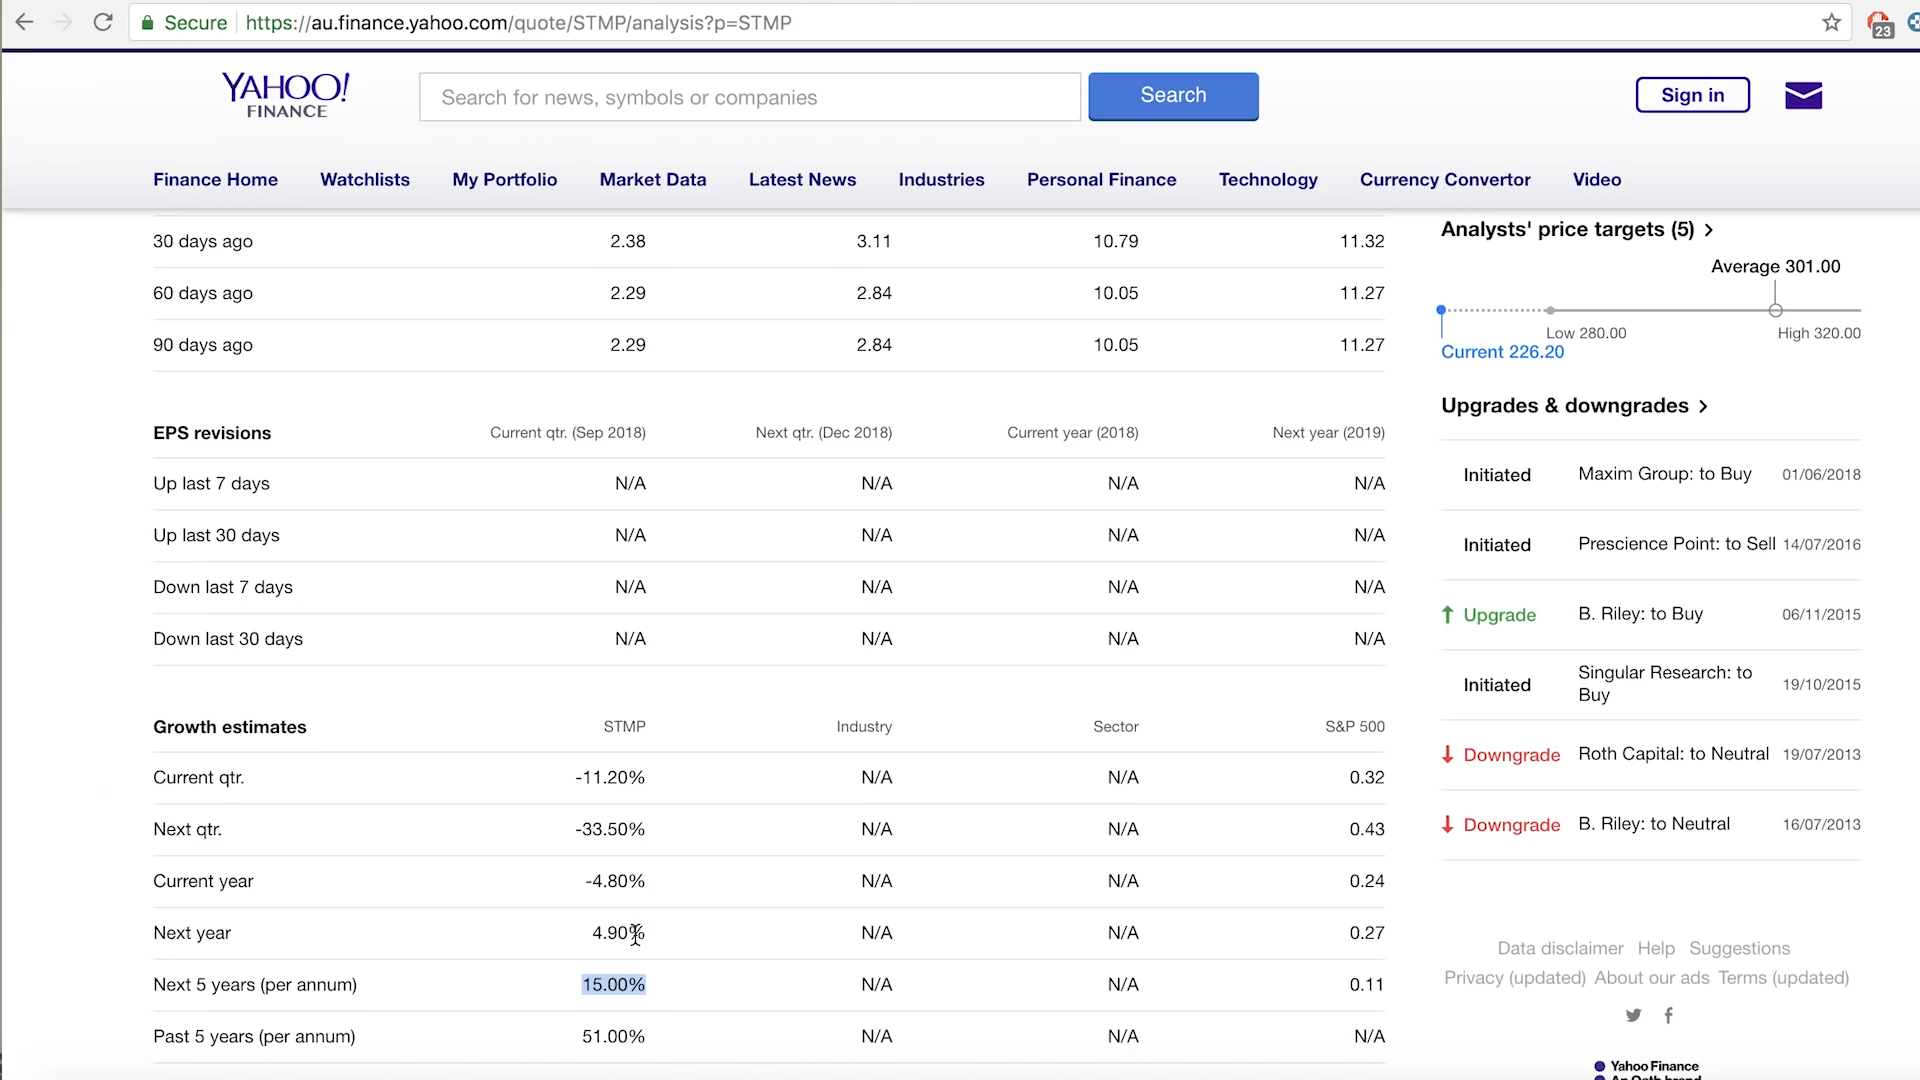 Secure https://au.finance.yahoo.com/quote/STMP/analysis?p=STMP
23
YAHOO!
FINANCE
Search for news, symbols or companies
Search
Sign in
Finance Home Watchlists My Portfolio Market Data Latest News Industries Personal Finance Technology Currency Convertor Video
30 days ago 2.38 3.11 10.79 11.32
60 days ago 2.29 2.84 10.05 11.27
90 days ago 2.29 2.84 10.05 11.27
EPS revisions Current qtr. (Sep 2018) Next qtr. (Dec 2018) Current year (2018) Next year (2019)
Up last 7 days N/A N/A N/A N/A
Up last 30 days N/A N/A N/A N/A
Down last 7 days N/A N/A N/A N/A
Down last 30 days N/A N/A N/A N/A
Growth estimates STMP Industry Sector S&P 500
Current qtr. -11.20% N/A N/A 0.32
Next qtr. -33.50% N/A N/A 0.43
Current year -4.80% N/A N/A 0.24
Next year 4.90% N/A N/A 0.27
Next 5 years (per annum) 15.00% N/A N/A 0.11
Past 5 years (per annum) 51.00% N/A N/A N/A
Analysts' price targets (5)
Average 301.00
Low 280.00 High 320.00
Current 226.20
Upgrades & downgrades
Initiated Maxim Group: to Buy 01/06/2018
Initiated Prescience Point: to Sell 14/07/2016
Upgrade B. Riley: to Buy 06/11/2015
Initiated Singular Research: to Buy 19/10/2015
Downgrade Roth Capital: to Neutral 19/07/2013
Downgrade B. Riley: to Neutral 16/07/2013
Data disclaimer Help Suggestions
Privacy (updated) About our ads Terms (updated)
Yahoo Finance